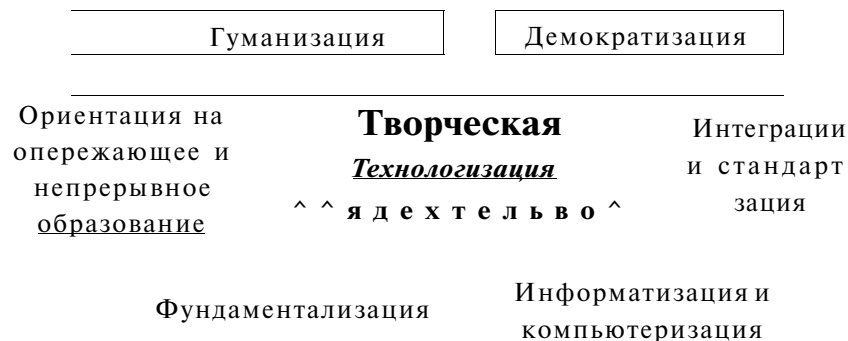 Гуманизация
Демократизация
Ориентация на
опережающее и
непрерывное
образование
Творческая
Технологизация
^ ^ я д е х т е л ь в о ^
Интеграции
и стандарт
зация
Фундаментализация
Информатизация и
компьютеризация